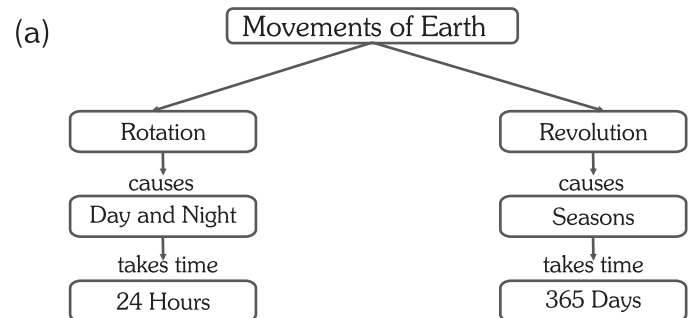 (a)
Movements of Earth
Rotation
Revolution
causes
causes
Day and Night
Seasons
takes time
takes time
24 Hours
365 Days